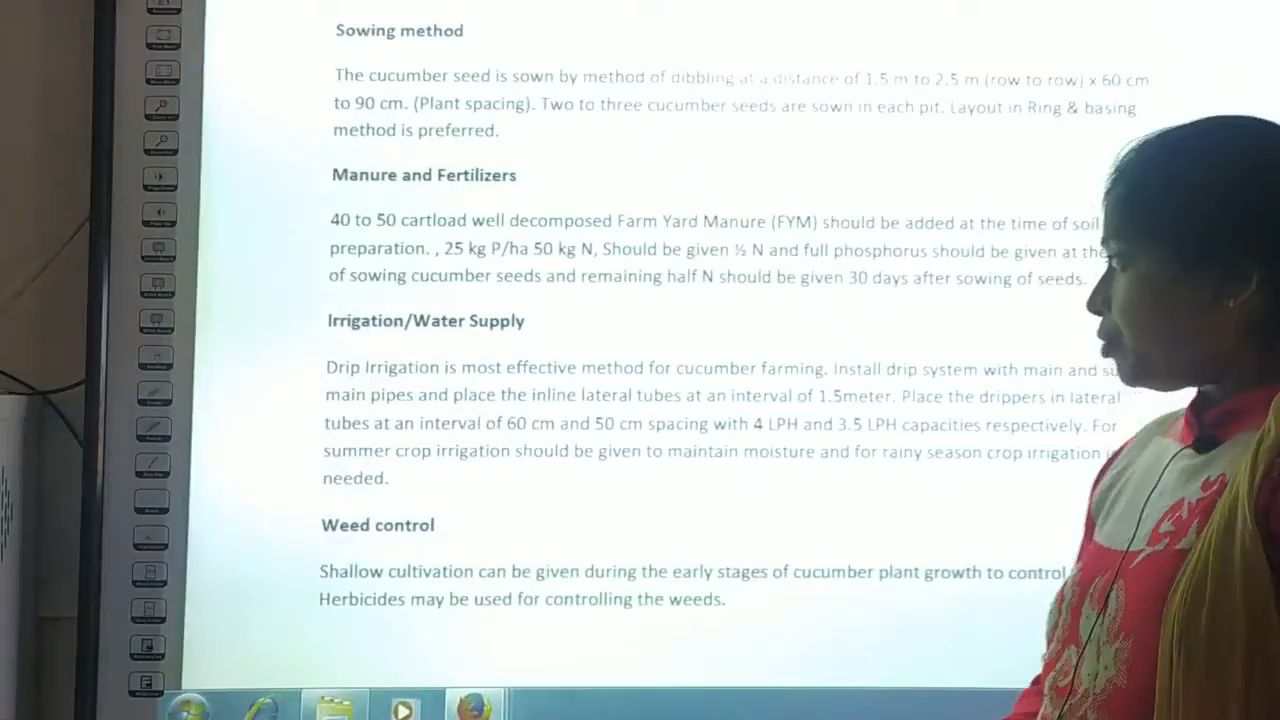 Sowing method
The cucumber seed is sown by method of dibbling at a distance of 1.5 m to 2.5 m (row to row) x 60 cm
to 90 cm. (Plant spacing). Two to three cucumber seeds are sown in each pit. Layout in Ring & basing
method is preferred.
Manure and Fertilizers
40 to 50 cartload well decomposed Farm Yard Manure (FYM) should be added at the time of soil
preparation. , 25 kg P/ha 50 kg N, Should be given ½ N and full phosphorus should be given at the
of sowing cucumber seeds and remaining half N should be given 30 days after sowing of seeds.
Irrigation/Water Supply
Drip Irrigation is most effective method for cucumber farming. Install drip system with main and
main pipes and place the inline lateral tubes at an interval of 1.5meter. Place the drippers in lateral
tubes at an interval of 60 cm and 50 cm spacing with 4 LPH and 3.5 LPH capacities respectively. For
summer crop irrigation should be given to maintain moisture and for rainy season crop irrigation
needed.
Weed control
Shallow cultivation can be given during the early stages of cucumber plant growth to control
Herbicides may be used for controlling the weeds.